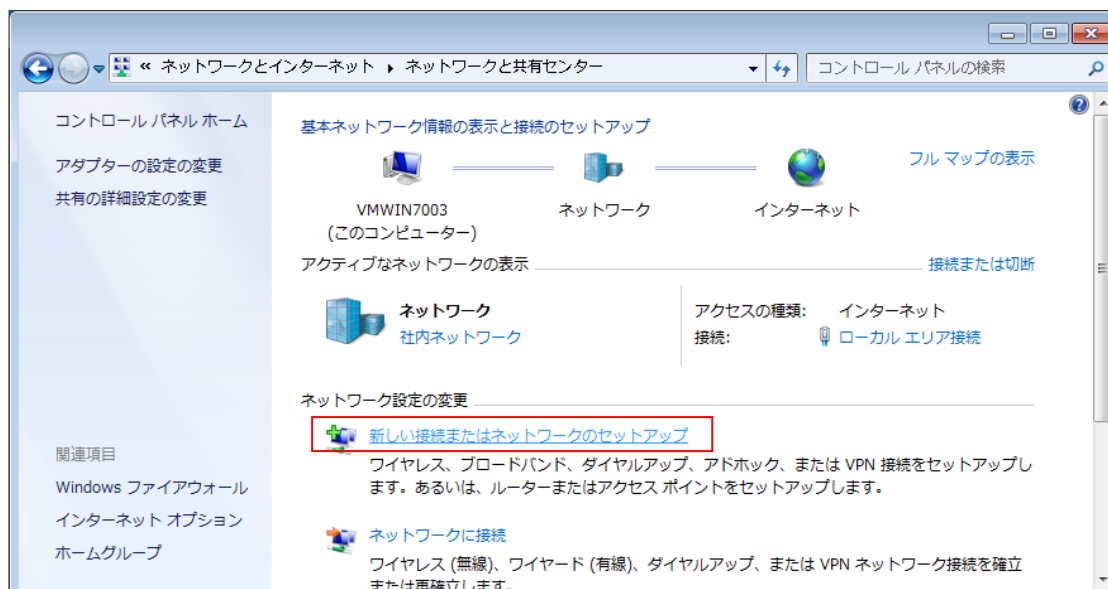 « ネットワークとインターネット ▸ ネットワークと共有センター
コントロール パネルの検索
コントロール パネル ホーム
アダプターの設定の変更
共有の詳細設定の変更
関連項目
Windows ファイアウォール
インターネット オプション
ホームグループ
基本ネットワーク情報の表示と接続のセットアップ
フル マップの表示
VMWIN7003
(このコンピューター)
ネットワーク
インターネット
アクティブなネットワークの表示
接続または切断
ネットワーク
社内ネットワーク
アクセスの種類: インターネット
接続: ローカル エリア接続
ネットワーク設定の変更
新しい接続またはネットワークのセットアップ
ワイヤレス、ブロードバンド、ダイヤルアップ、アドホック、または VPN 接続をセットアップし
ます。あるいは、ルーターまたはアクセス ポイントをセットアップします。
ネットワークに接続
ワイヤレス (無線)、ワイヤード (有線)、ダイヤルアップ、または VPN ネットワーク接続を確立
または再確立します。